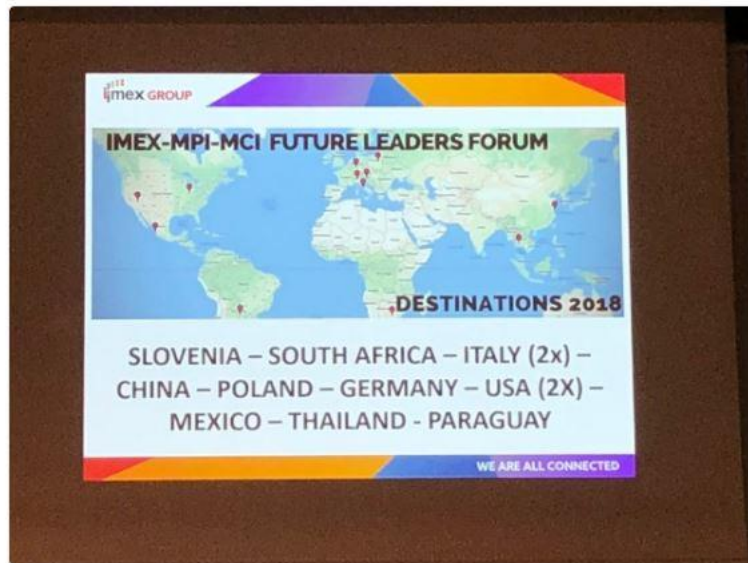 imex GROUP
IMEX-MPI-MCI FUTURE LEADERS FORUM
DESTINATIONS 2018
SLOVENIA – SOUTH AFRICA – ITALY (2x) –
CHINA – POLAND – GERMANY – USA (2X) –
MEXICO – THAILAND - PARAGUAY
WE ARE ALL CONNECTED